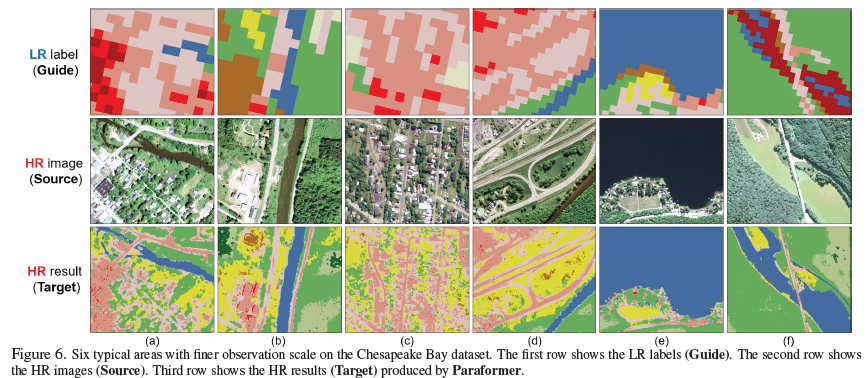 LR label
(Guide)
HR image
(Source)
HR result
(Target)
(a) (b) (c) (d) (e) (f)
Figure 6. Six typical areas with finer observation scale on the Chesapeake Bay dataset. The first row shows the LR labels (Guide). The second row shows
the HR images (Source). Third row shows the HR results (Target) produced by Paraformer.